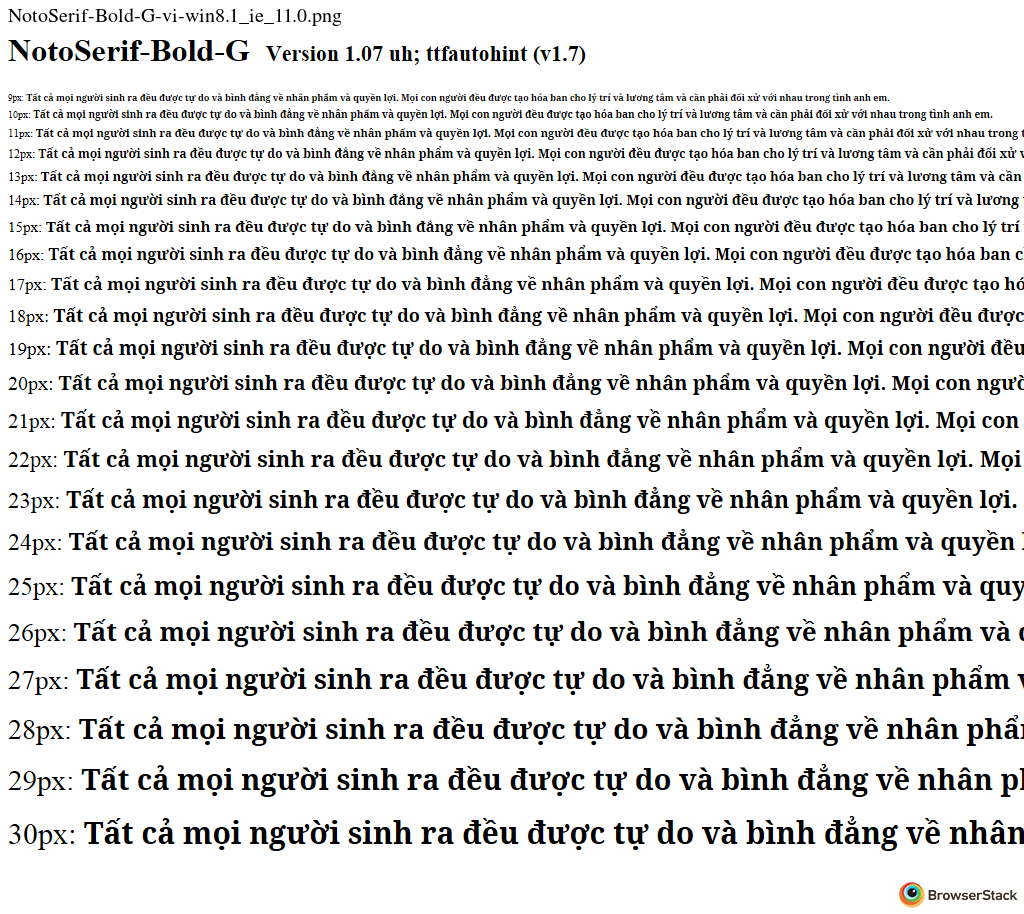 NotoSerif-Bold-G-vi-win8.1_ie_11.0.png
NotoSerif-Bold-G Version 1.07 uh; ttfautohint (v1.7)
9px: Tất cả mọi người sinh ra đều được tự do và bình đẳng về nhân phẩm và quyền lợi. Mọi con người đều được tạo hóa ban cho lý trí và lương tâm và cần phải đối xử với nhau trong tình anh em.
10px: Tất cả mọi người sinh ra đều được tự do và bình đẳng về nhân phẩm và quyền lợi. Mọi con người đều được tạo hóa ban cho lý trí và lương tâm và cần phải đối xử với nhau trong tình anh em.
11px: Tất cả mọi người sinh ra đều được tự do và bình đẳng về nhân phẩm và quyền lợi. Mọi con người đều được tạo hóa ban cho lý trí và lương tâm và cần phải đối xử với nhau trong t
12px: Tất cả mọi người sinh ra đều được tự do và bình đẳng về nhân phẩm và quyền lợi. Mọi con người đều được tạo hóa ban cho lý trí và lương tâm và cần phải đối xử v
13px: Tất cả mọi người sinh ra đều được tự do và bình đẳng về nhân phẩm và quyền lợi. Mọi con người đều được tạo hóa ban cho lý trí và lương tâm và cần
14px: Tất cả mọi người sinh ra đều được tự do và bình đẳng về nhân phẩm và quyền lợi. Mọi con người đều được tạo hóa ban cho lý trí và lương
15px: Tất cả mọi người sinh ra đều được tự do và bình đẳng về nhân phẩm và quyền lợi. Mọi con người đều được tạo hóa ban cho lý trí
16px: Tất cả mọi người sinh ra đều được tự do và bình đẳng về nhân phẩm và quyền lợi. Mọi con người đều được tạo hóa ban c
17px: Tất cả mọi người sinh ra đều được tự do và bình đẳng về nhân phẩm và quyền lợi. Mọi con người đều được tạo hó
18px: Tất cả mọi người sinh ra đều được tự do và bình đẳng về nhân phẩm và quyền lợi. Mọi con người đều được
19px: Tất cả mọi người sinh ra đều được tự do và bình đẳng về nhân phẩm và quyền lợi. Mọi con người đều
20px: Tất cả mọi người sinh ra đều được tự do và bình đẳng về nhân phẩm và quyền lợi. Mọi con ngườ
21px: Tất cả mọi người sinh ra đều được tự do và bình đẳng về nhân phẩm và quyền lợi. Mọi con
22px: Tất cả mọi người sinh ra đều được tự do và bình đẳng về nhân phẩm và quyền lợi. Mọi
23px: Tất cả mọi người sinh ra đều được tự do và bình đẳng về nhân phẩm và quyền lợi.
24px: Tất cả mọi người sinh ra đều được tự do và bình đẳng về nhân phẩm và quyền
25px: Tất cả mọi người sinh ra đều được tự do và bình đẳng về nhân phẩm và quy
26px: Tất cả mọi người sinh ra đều được tự do và bình đẳng về nhân phẩm và
27px: Tất cả mọi người sinh ra đều được tự do và bình đẳng về nhân phẩm
28px: Tất cả mọi người sinh ra đều được tự do và bình đẳng về nhân phẩ
29px: Tất cả mọi người sinh ra đều được tự do và bình đẳng về nhân p
30px: Tất cả mọi người sinh ra đều được tự do và bình đẳng về nhân
BrowserStack